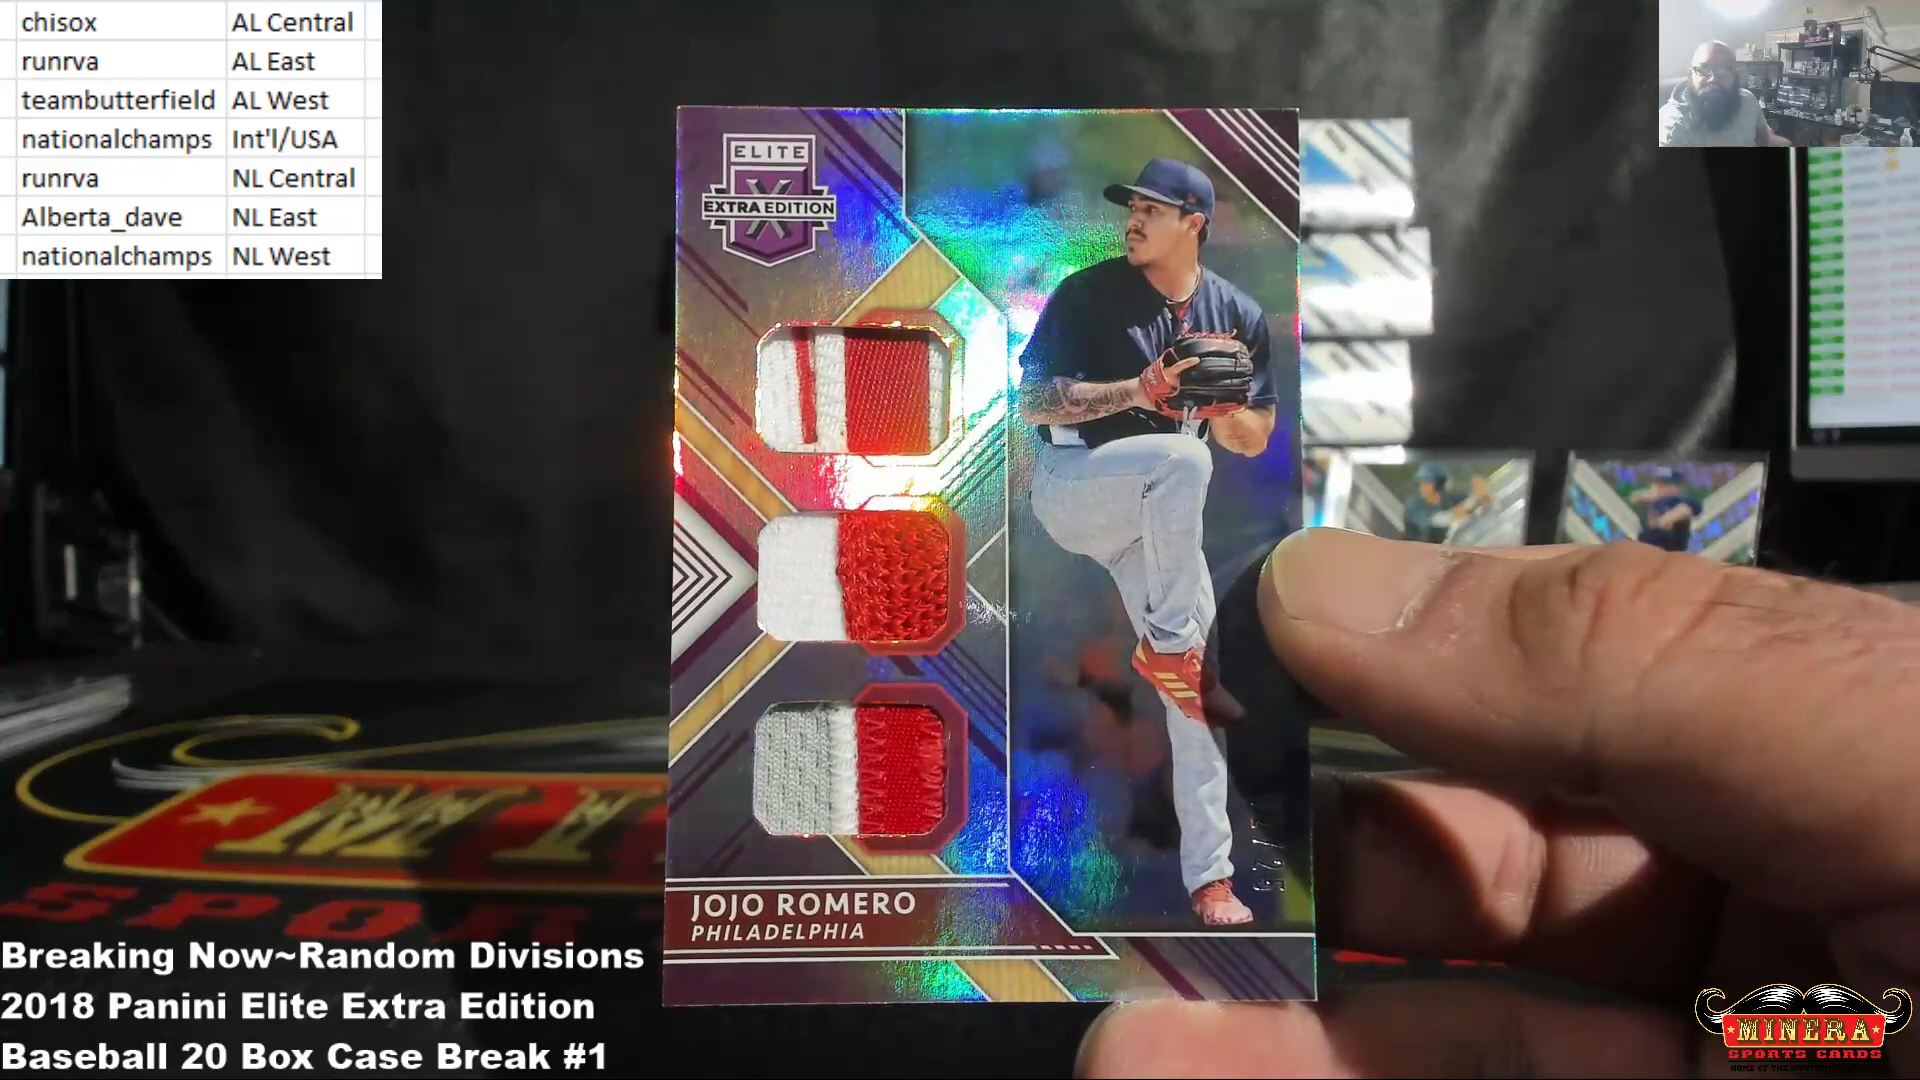 chisox AL Central
runrva AL East
teambutterfield AL West
nationalchamps Int'l/USA
runrva NL Central
Alberta_dave NL East
nationalchamps NL West
ELITE
EXTRA EDITION
JOJO ROMERO
PHILADELPHIA
Breaking Now~Random Divisions
2018 Panini Elite Extra Edition
Baseball 20 Box Case Break #1
MINERA
SPORTS CARDS